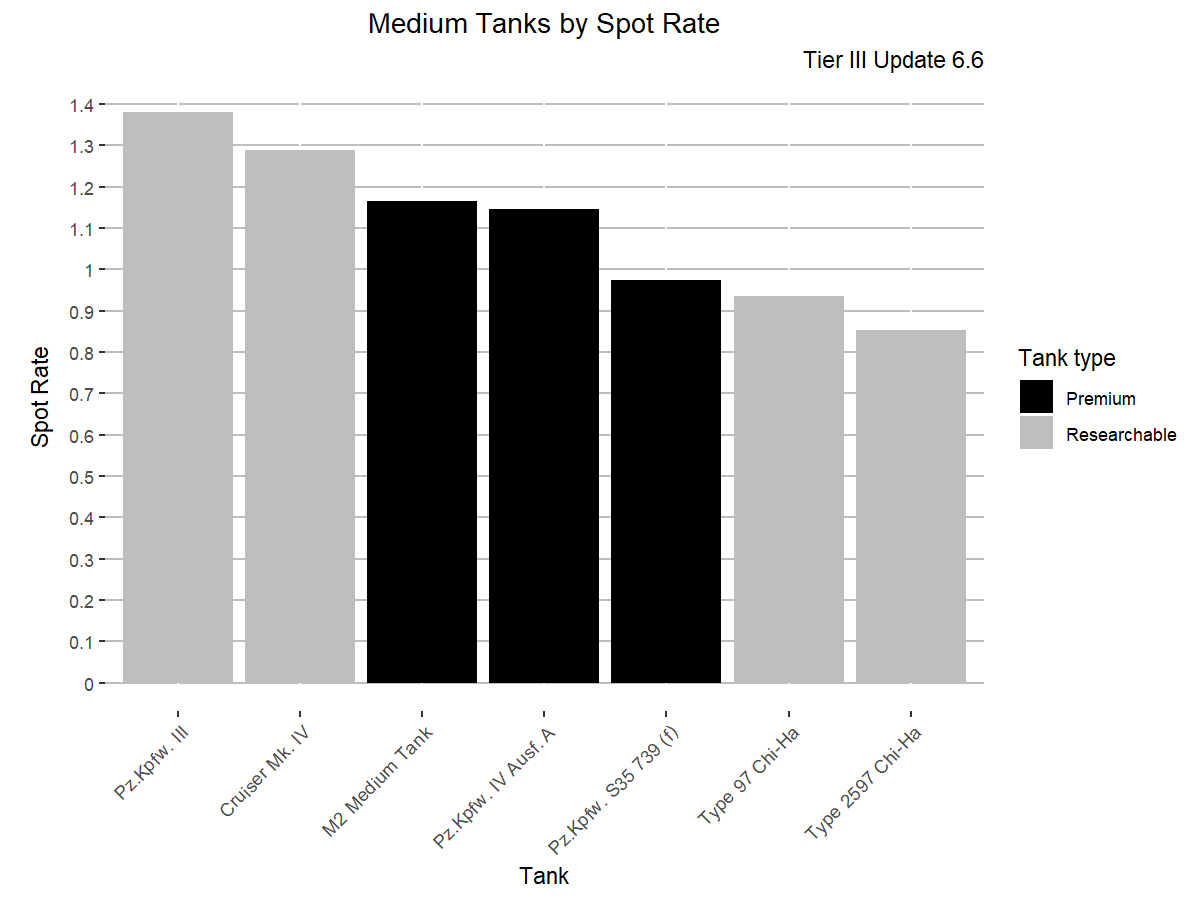 Medium Tanks by Spot Rate
Tier III Update 6.6
1.4
1.3
1.2
1.1
1
0.9
0.8
0.7
0.6
0.5
0.4
0.3
0.2
0.1
0
Spot Rate
Pz.Kpfw. III
Cruiser Mk. IV
M2 Medium Tank
Pz.Kpfw. IV Ausf. A
Pz.Kpfw. S35 739 (f)
Type 97 Chi-Ha
Type 2597 Chi-Ha
Tank
Tank type
Premium
Researchable